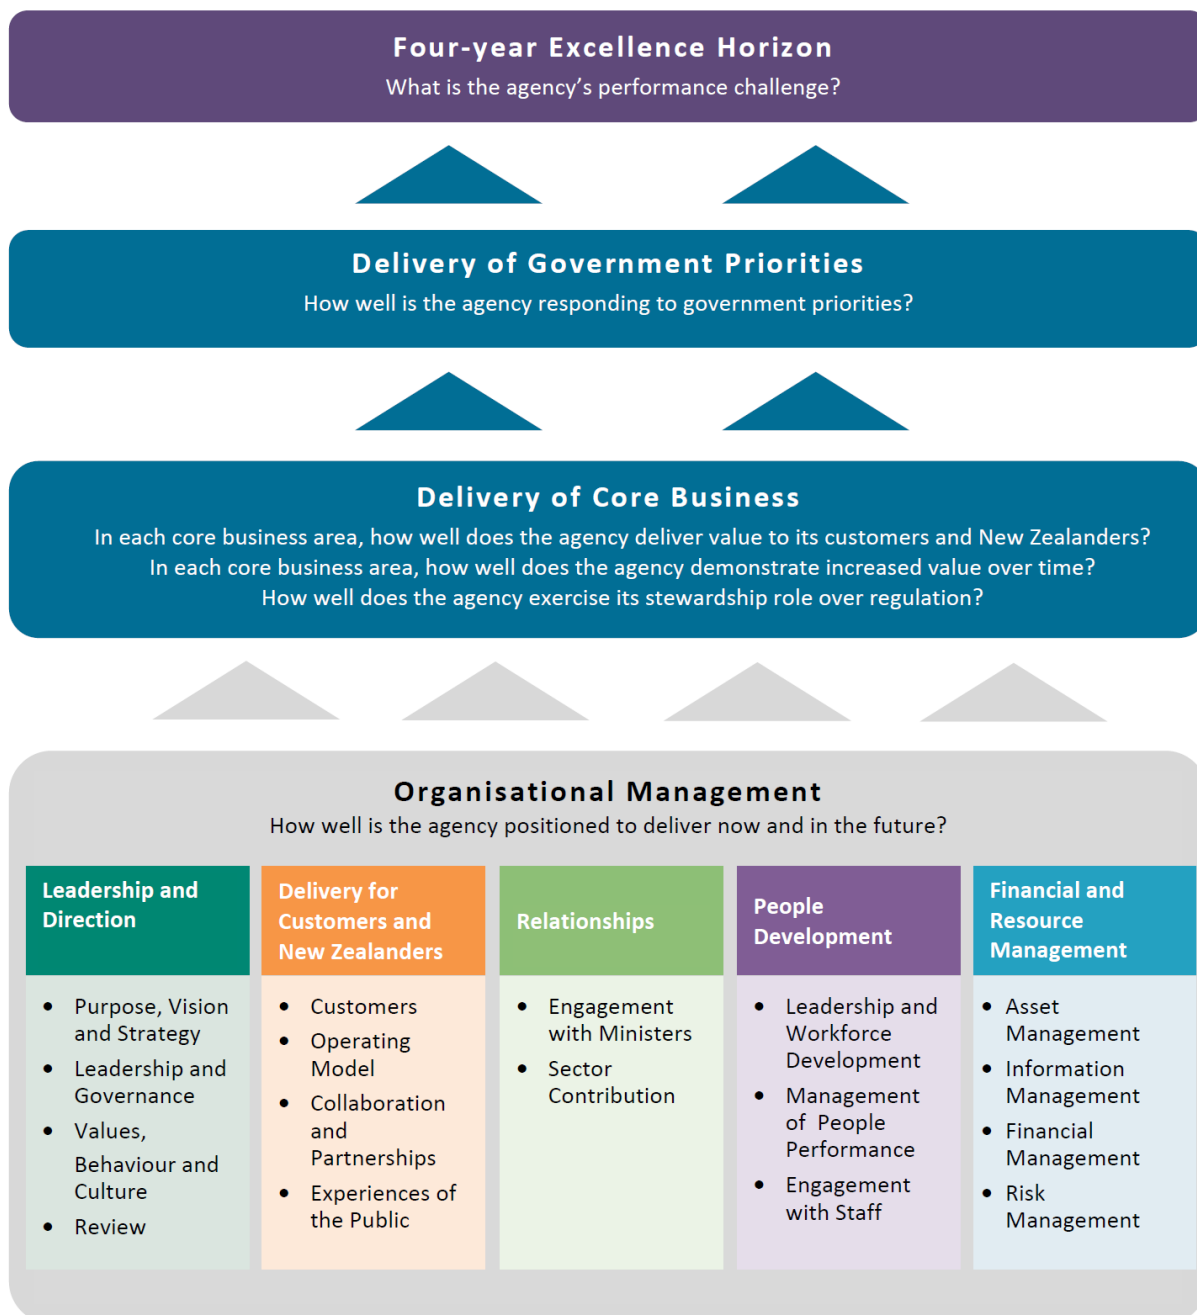 Four-year Excellence Horizon
What is the agency’s performance challenge?
Delivery of Government Priorities
How well is the agency responding to government priorities?
Delivery of Core Business
In each core business area, how well does the agency deliver value to its customers and New Zealanders?
In each core business area, how well does the agency demonstrate increased value over time?
How well does the agency exercise its stewardship role over regulation?
Organisational Management
How well is the agency positioned to deliver now and in the future?
Leadership and
Direction
• Purpose, Vision
and Strategy
• Leadership and
Governance
• Values,
Behaviour and
Culture
• Review
Delivery for
Customers and
New Zealanders
• Customers
• Operating
Model
• Collaboration
and
Partnerships
• Experiences of
the Public
Relationships
• Engagement
with Ministers
• Sector
Contribution
People
Development
• Leadership and
Workforce
Development
• Management
of People
Performance
• Engagement
with Staff
Financial and
Resource
Management
• Asset
Management
• Information
Management
• Financial
Management
• Risk
Management